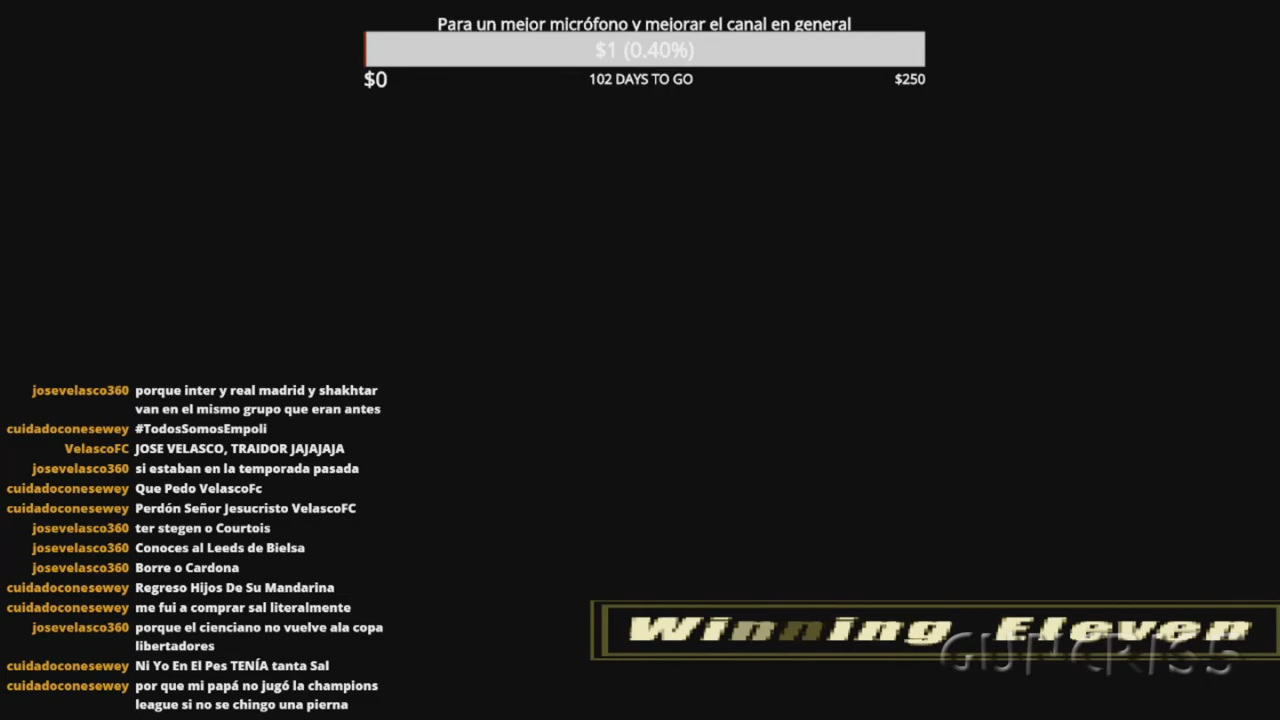 Para un mejor micrófono y mejorar el canal en general
$1 (0.40%)
$0 102 DAYS TO GO $250
josevelasco360 porque inter y real madrid y shakhtar
van en el mismo grupo que eran antes
cuidadoconesewey #TodosSomosEmpoli
VelascoFC JOSE VELASCO, TRAIDOR JAJAJAJA
josevelasco360 si estaban en la temporada pasada
cuidadoconesewey Que Pedo VelascoFc
cuidadoconesewey Perdón Señor Jesucristo VelascoFC
josevelasco360 ter stegen o Courtois
josevelasco360 Conoces al Leeds de Bielsa
josevelasco360 Borre o Cardona
cuidadoconesewey Regreso Hijos De Su Mandarina
cuidadoconesewey me fui a comprar sal literalmente
josevelasco360 porque el cienciano no vuelve ala copa
libertadores
cuidadoconesewey Ni Yo En El Pes TENÍA tanta Sal
cuidadoconesewey por que mi papá no jugó la champions
league si no se chingo una pierna
Winning Eleven